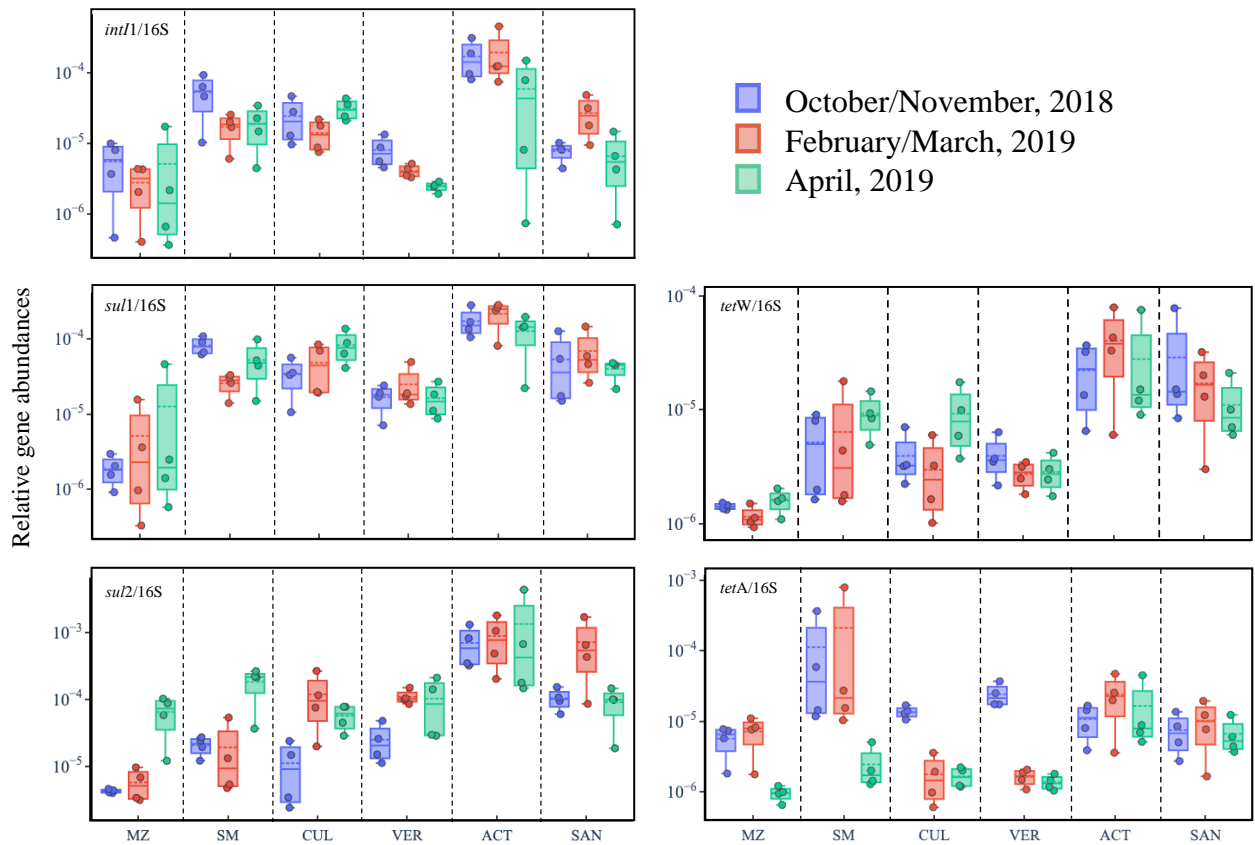 intI1/16S
10⁻⁴
10⁻⁵
10⁻⁶
October/November, 2018
February/March, 2019
April, 2019
Relative gene abundances
sul1/16S
10⁻⁴
10⁻⁵
10⁻⁶
tetW/16S
10⁻⁴
10⁻⁵
10⁻⁶
sul2/16S
10⁻³
10⁻⁴
10⁻⁵
MZ SM CUL VER ACT SAN
tetA/16S
10⁻³
10⁻⁴
10⁻⁵
10⁻⁶
MZ SM CUL VER ACT SAN